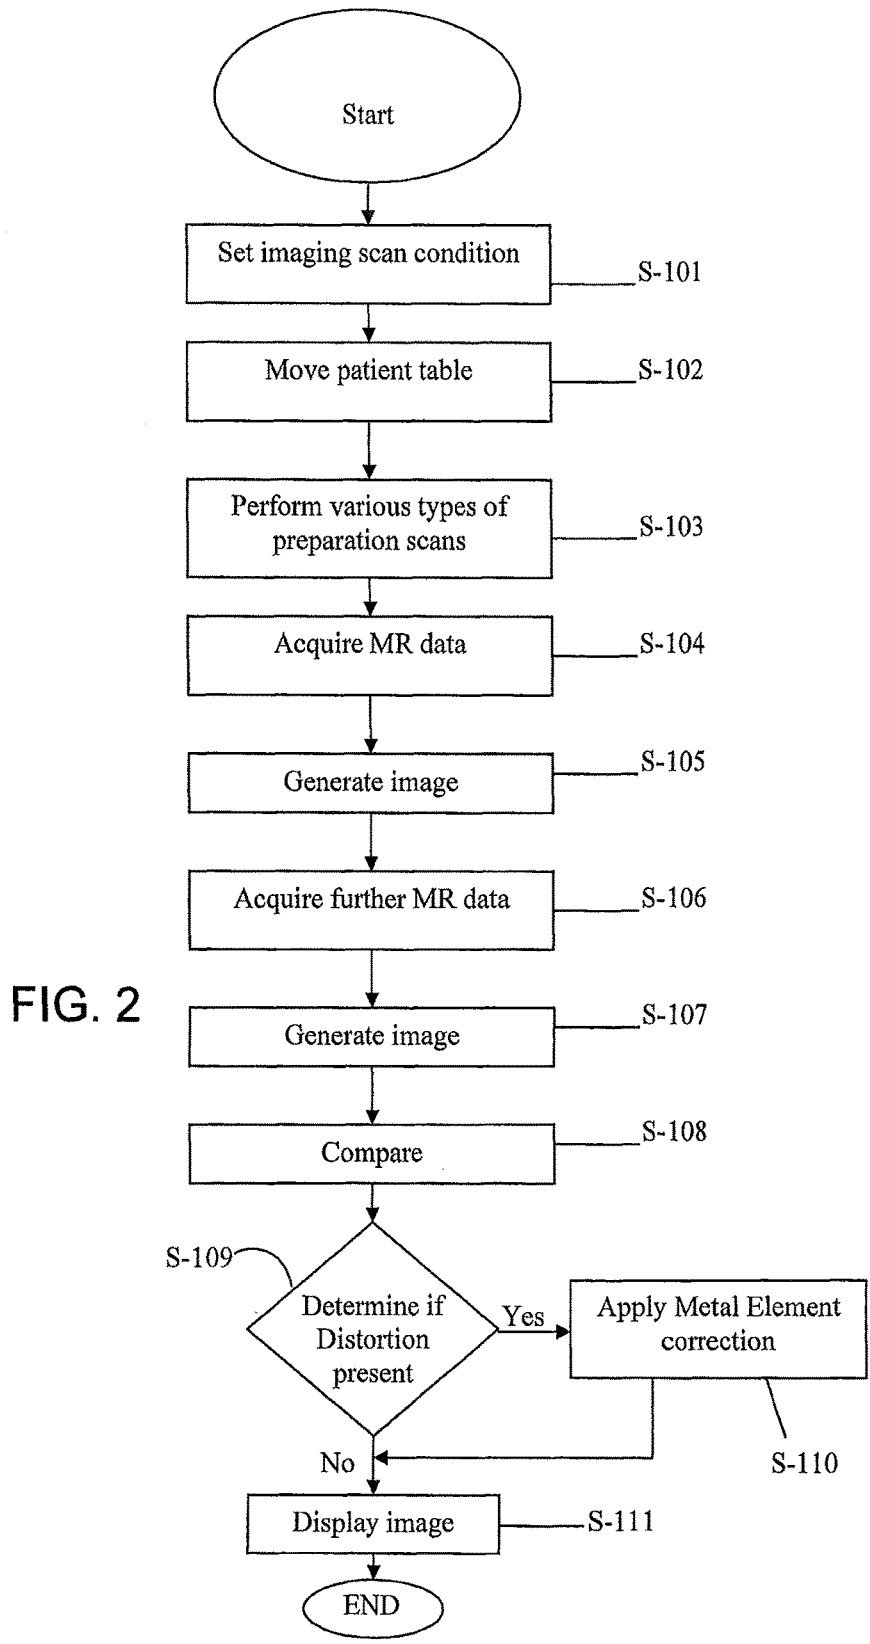 Start
Set imaging scan condition
S-101
Move patient table
S-102
Perform various types of
preparation scans
S-103
Acquire MR data
S-104
Generate image
S-105
Acquire further MR data
S-106
FIG. 2
Generate image
S-107
Compare
S-108
S-109
Determine if
Distortion
present
Yes
Apply Metal Element
correction
S-110
No
Display image
S-111
END